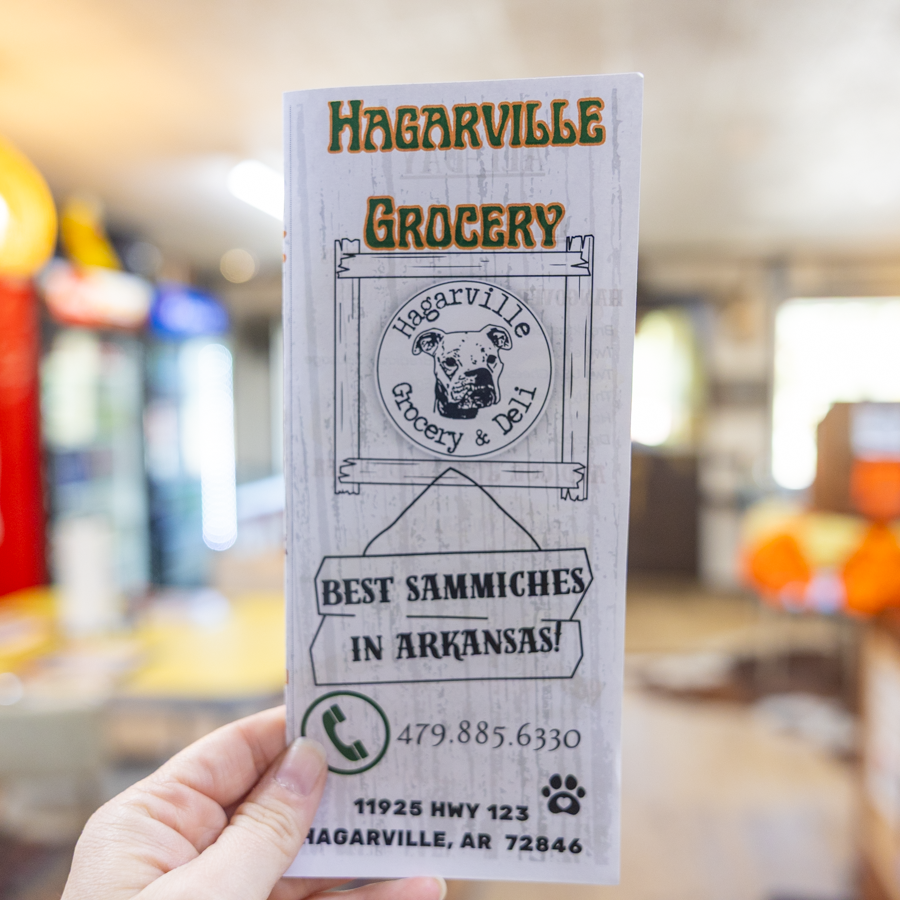 HAGARVILLE
GROCERY
Hagarville
Grocery & Deli
BEST SAMMICHES
IN ARKANSAS!
479.885.6330
11925 HWY 123
HAGARVILLE, AR 72846